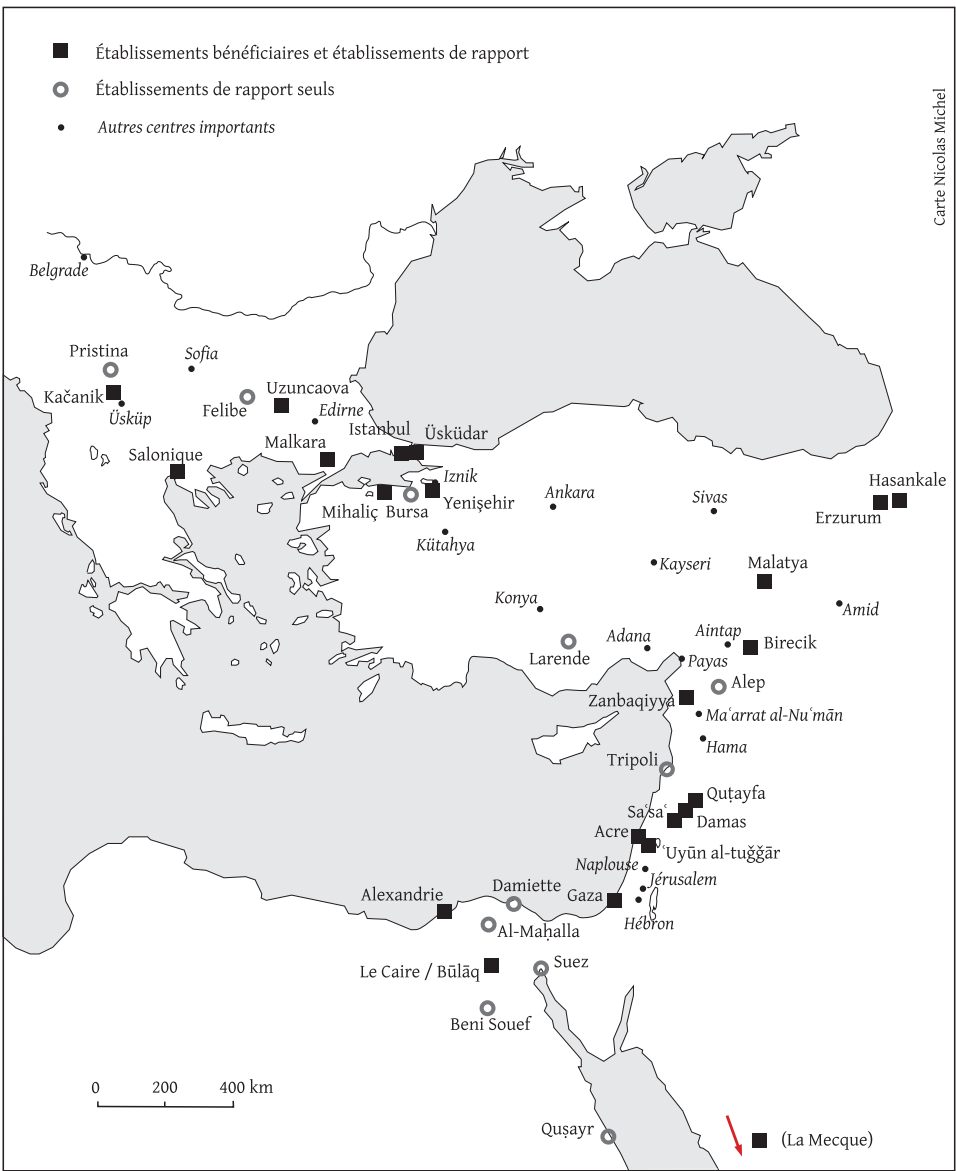 Établissements bénéficiaires et établissements de rapport
Établissements de rapport seuls
Autres centres importants
Carte Nicolas Michel
Belgrade
Pristina
Sofia
Kačanik
Üsküp
Felibe
Uzuncaova
Edirne
Istanbul
Üsküdar
Malkara
Salonique
Iznik
Mihaliç
Bursa
Yenişehir
Kütahya
Ankara
Sivas
Hasankale
Erzurum
Kayseri
Malatya
Konya
Amid
Larende
Adana
Aintap
Birecik
Payas
Alep
Zanbaqiyya
Maʿarrat al-Nuʿmān
Hama
Tripoli
Quṭayfa
Saʿsaʿ
Damas
Acre
ʿUyūn al-tuǧǧār
Naplouse
Jérusalem
Gaza
Hébron
Alexandrie
Damiette
Al-Maḥalla
Le Caire / Būlāq
Suez
Beni Souef
0 200 400 km
Quṣayr
(La Mecque)